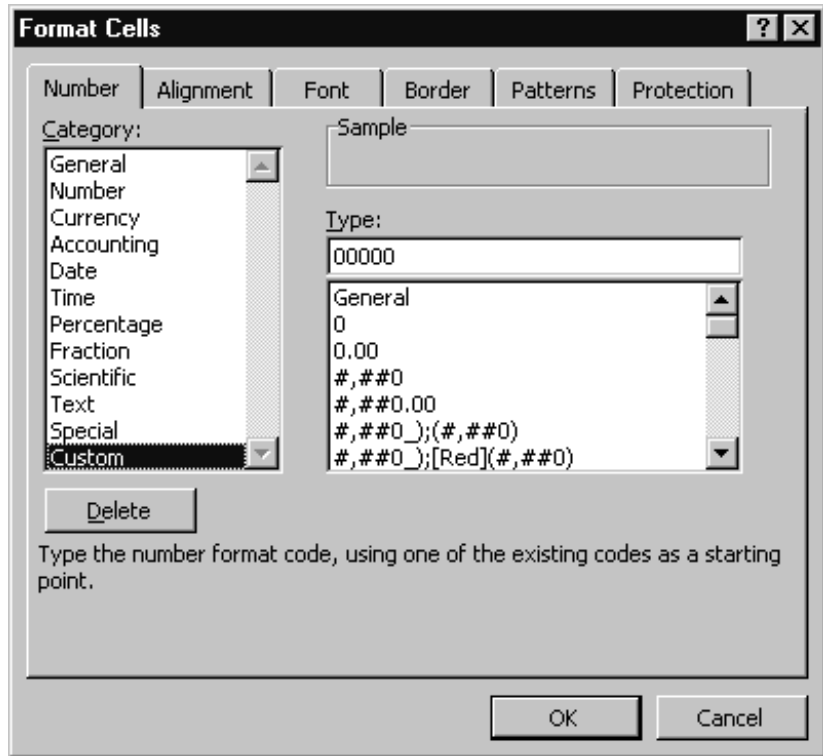 Format Cells
Number Alignment Font Border Patterns Protection
Category:
General
Number
Currency
Accounting
Date
Time
Percentage
Fraction
Scientific
Text
Special
Custom
Sample
Type:
00000
General
0
0.00
#,##0
#,##0.00
#,##0_);(#,##0)
#,##0_);[Red](#,##0)
Delete
Type the number format code, using one of the existing codes as a starting
point.
OK Cancel